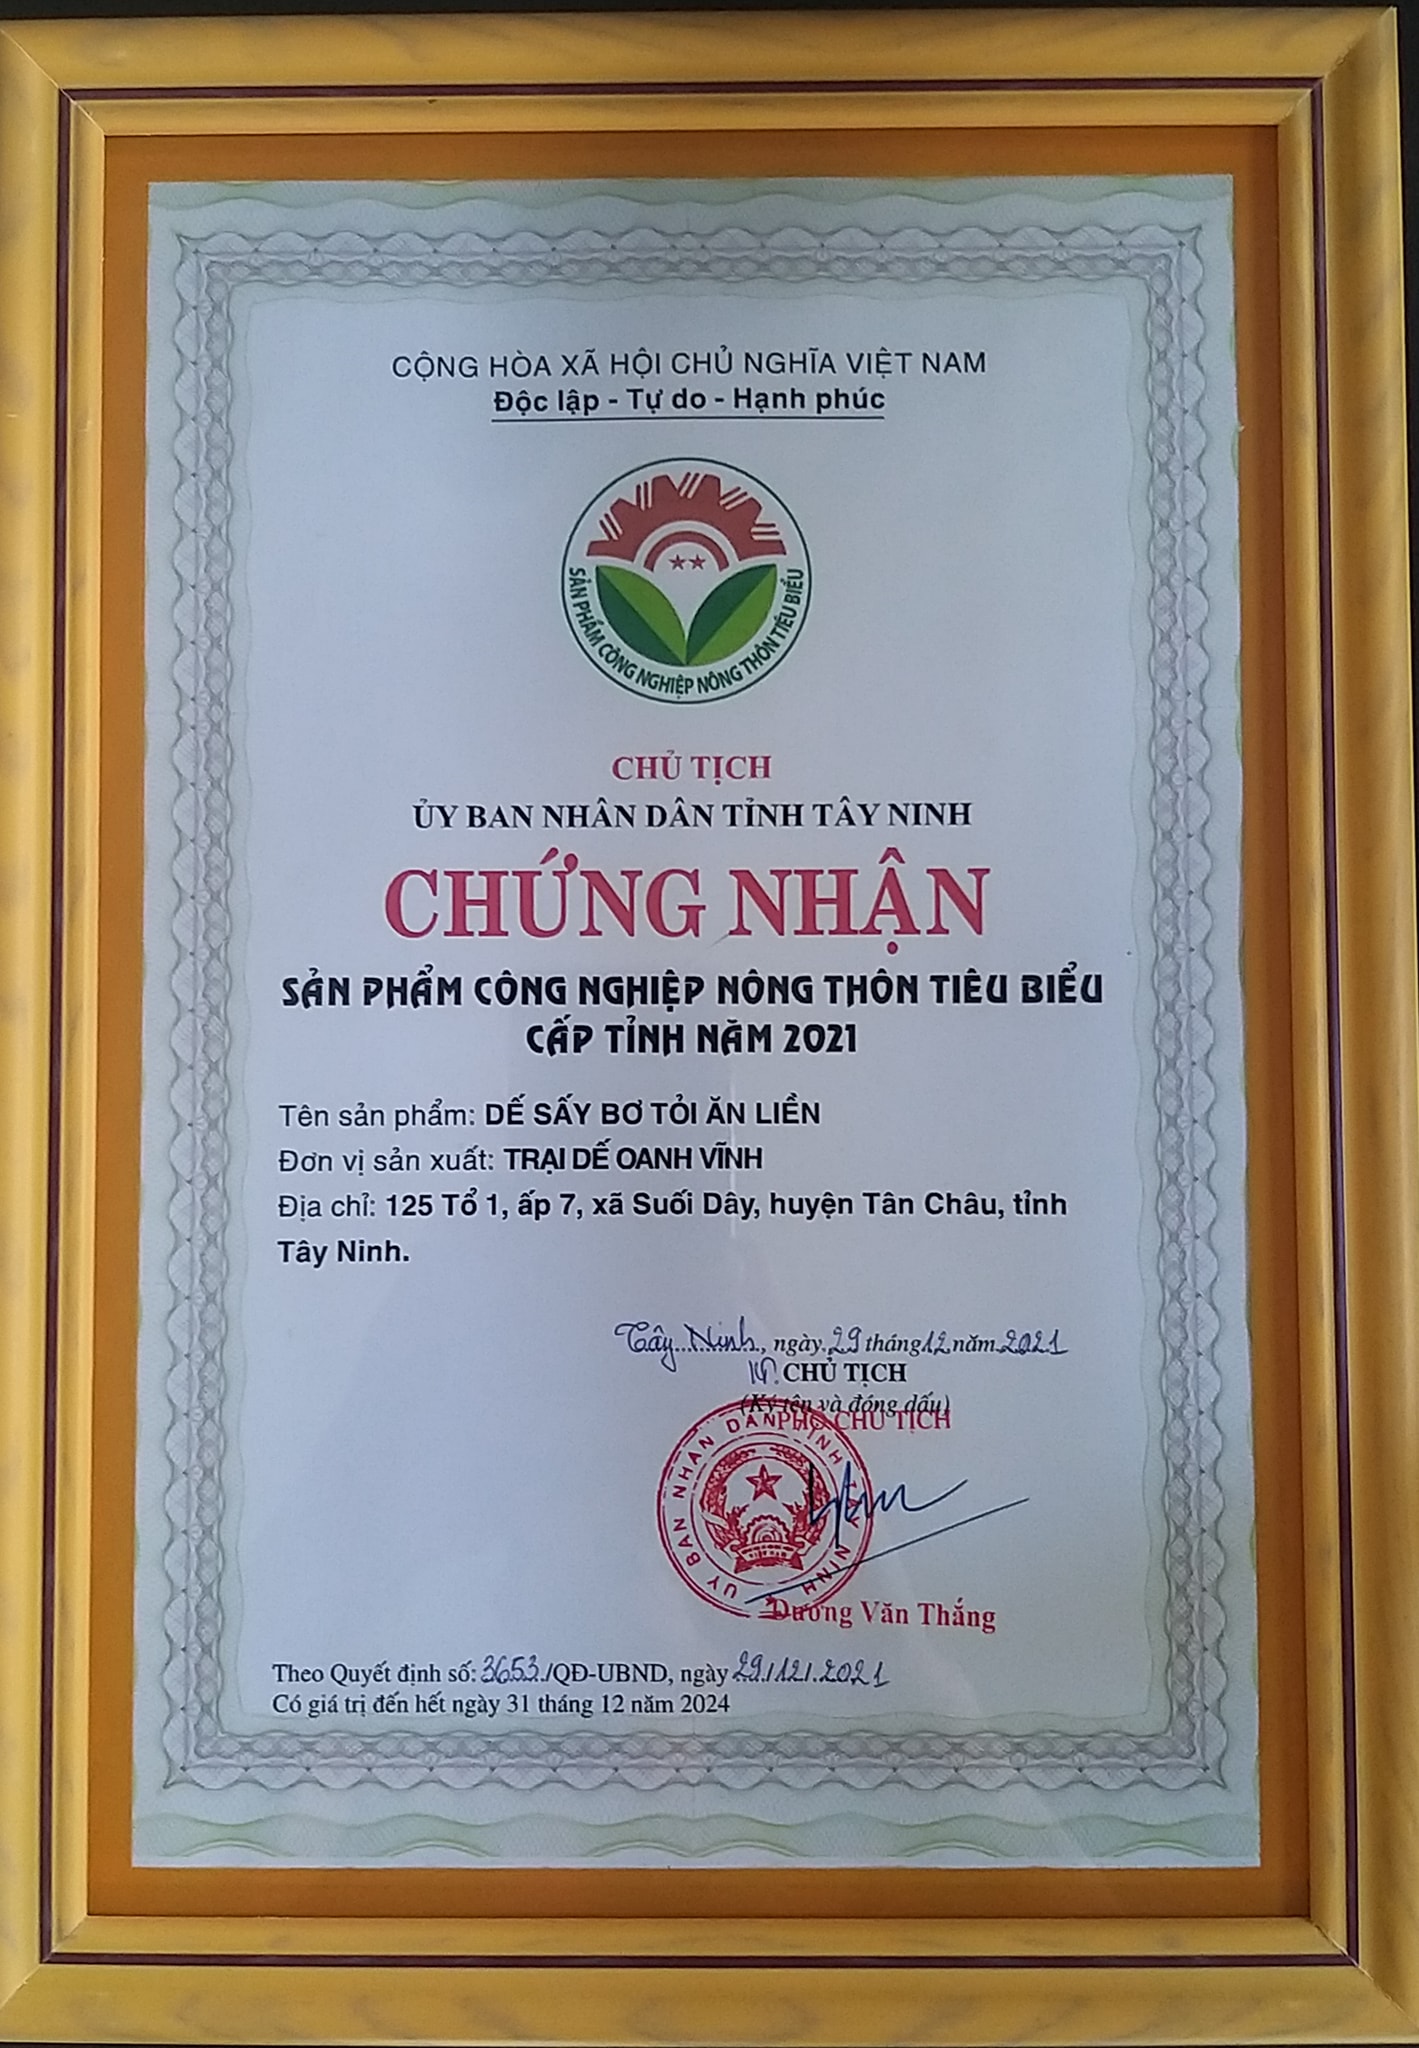 CỘNG HÒA XÃ HỘI CHỦ NGHĨA VIỆT NAM
Độc lập - Tự do - Hạnh phúc
SẢN PHẨM CÔNG NGHIỆP NÔNG THÔN TIÊU BIỂU
CHỦ TỊCH
ỦY BAN NHÂN DÂN TỈNH TÂY NINH
CHỨNG NHẬN
SẢN PHẨM CÔNG NGHIỆP NÔNG THÔN TIÊU BIỂU
CẤP TỈNH NĂM 2021
Tên sản phẩm: DẾ SẤY BƠ TỎI ĂN LIỀN
Đơn vị sản xuất: TRẠI DẾ OANH VĨNH
Địa chỉ: 125 Tổ 1, ấp 7, xã Suối Dây, huyện Tân Châu, tỉnh
Tây Ninh.
Tây Ninh, ngày 29 tháng 12 năm 2021
KT. CHỦ TỊCH
(Ký tên và đóng dấu)
PHÓ CHỦ TỊCH
ỦY BAN NHÂN DÂN TỈNH TÂY NINH
Dương Văn Thắng
Theo Quyết định số: 3653/QĐ-UBND, ngày 29/12/2021
Có giá trị đến hết ngày 31 tháng 12 năm 2024